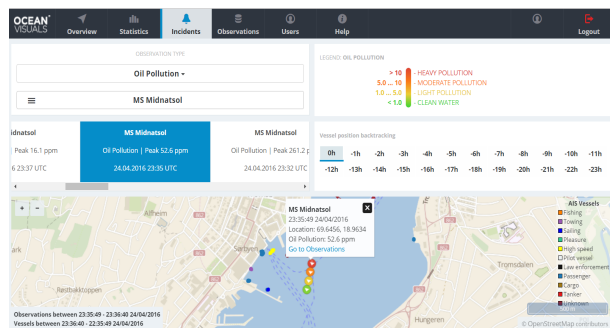 OCEAN
VISUALS
Overview
Statistics
Incidents
Observations
Users
Help
Logout
OBSERVATION TYPE
Oil Pollution
MS Midnatsol
LEGEND: OIL POLLUTION
> 10 - HEAVY POLLUTION
5.0 ... 10 - MODERATE POLLUTION
1.0 ... 5.0 - LIGHT POLLUTION
< 1.0 - CLEAN WATER
idnatsol
| Peak 16.1 ppm
6 23:37 UTC
MS Midnatsol
Oil Pollution | Peak 52.6 ppm
24.04.2016 23:35 UTC
MS Midnatsol
Oil Pollution | Peak 261.2 p
24.04.2016 23:32 UTC
Vessel position backtracking
0h -1h -2h -3h -4h -5h -6h -7h -8h -9h -10h -11h
-12h -13h -14h -15h -16h -17h -18h -19h -20h -21h -22h -23h
+ -
MS Midnatsol X
23:35:49 24/04/2016
Location: 69.6456, 18.9634
Oil Pollution: 52.6 ppm
Go to Observations
Alfheim
Sørbyen
ark
Tromsdalen
Hungeren
AIS Vessels
Fishing
Towing
Sailing
Pleasure
High speed
Pilot vessel
Law enforcement
Passenger
Cargo
Tanker
Unknown
500 m
Observations between 23:35:49 - 23:36:40 24/04/2016
Vessels between 23:36:40 - 22:35:49 24/04/2016
© OpenStreetMap contributors